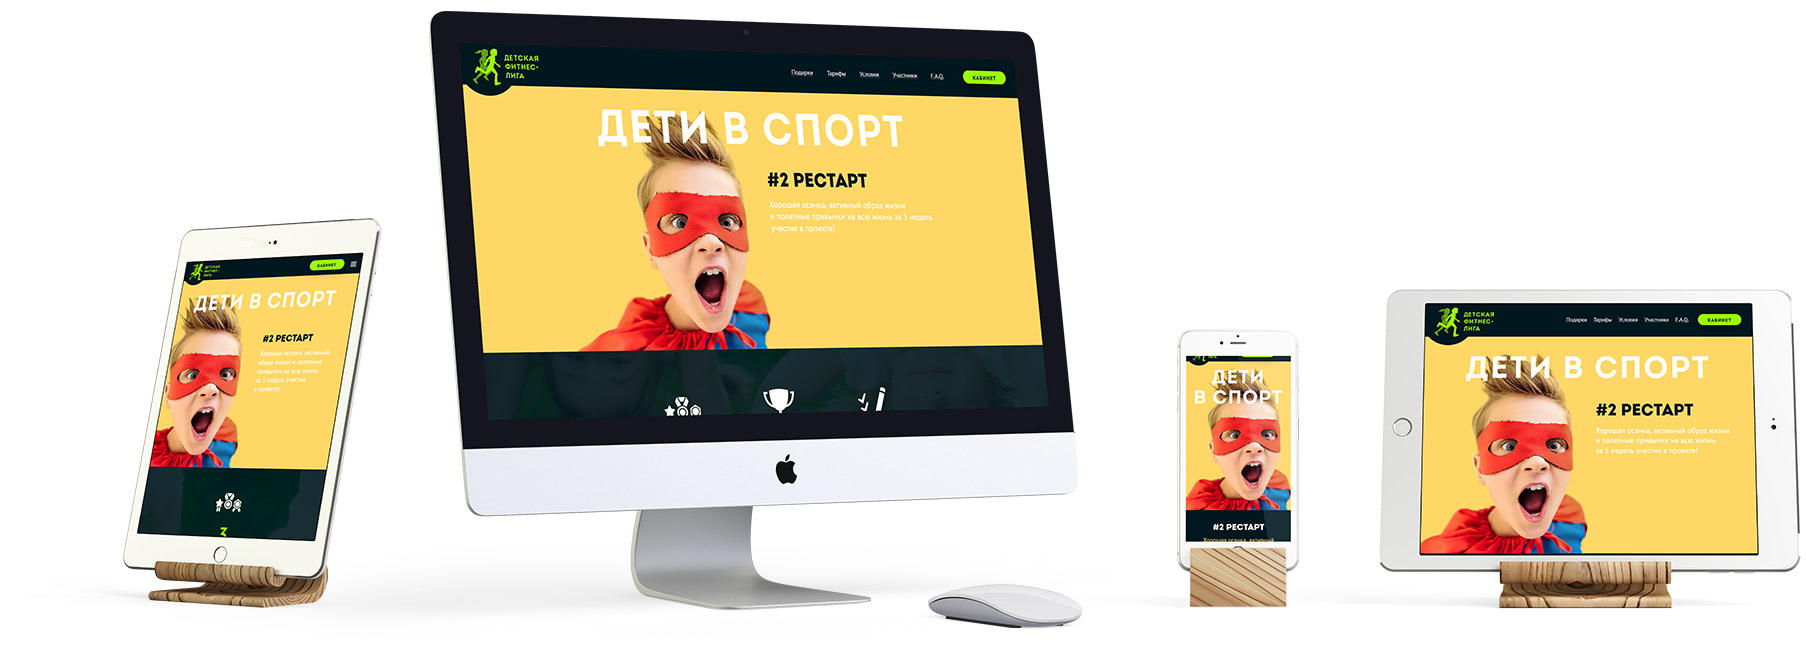 ДЕТСКАЯ
ФИТНЕС-
ЛИГА
КАБИНЕТ
ДЕТИ В СПОРТ
#2 РЕСТАРТ
Хорошая осанка, активный
образ жизни и полезные
привычки на всю жизнь
за 5 недель участия
в проекте!
3
ДЕТСКАЯ
ФИТНЕС-
ЛИГА
Подарки Тарифы Условия Участники F.A.Q. КАБИНЕТ
ДЕТИ В СПОРТ
#2 РЕСТАРТ
Хорошая осанка, активный образ жизни
и полезные привычки на всю жизнь за 5 недель
участия в проекте!
ДЕТИ
В СПОРТ
#2 РЕСТАРТ
Хорошая осанка, активный
ДЕТСКАЯ
ФИТНЕС-
ЛИГА
Подарки Тарифы Условия Участники F.A.Q. КАБИНЕТ
ДЕТИ В СПОРТ
#2 РЕСТАРТ
Хорошая осанка, активный образ жизни
и полезные привычки на всю жизнь
за 5 недель участия в проекте!